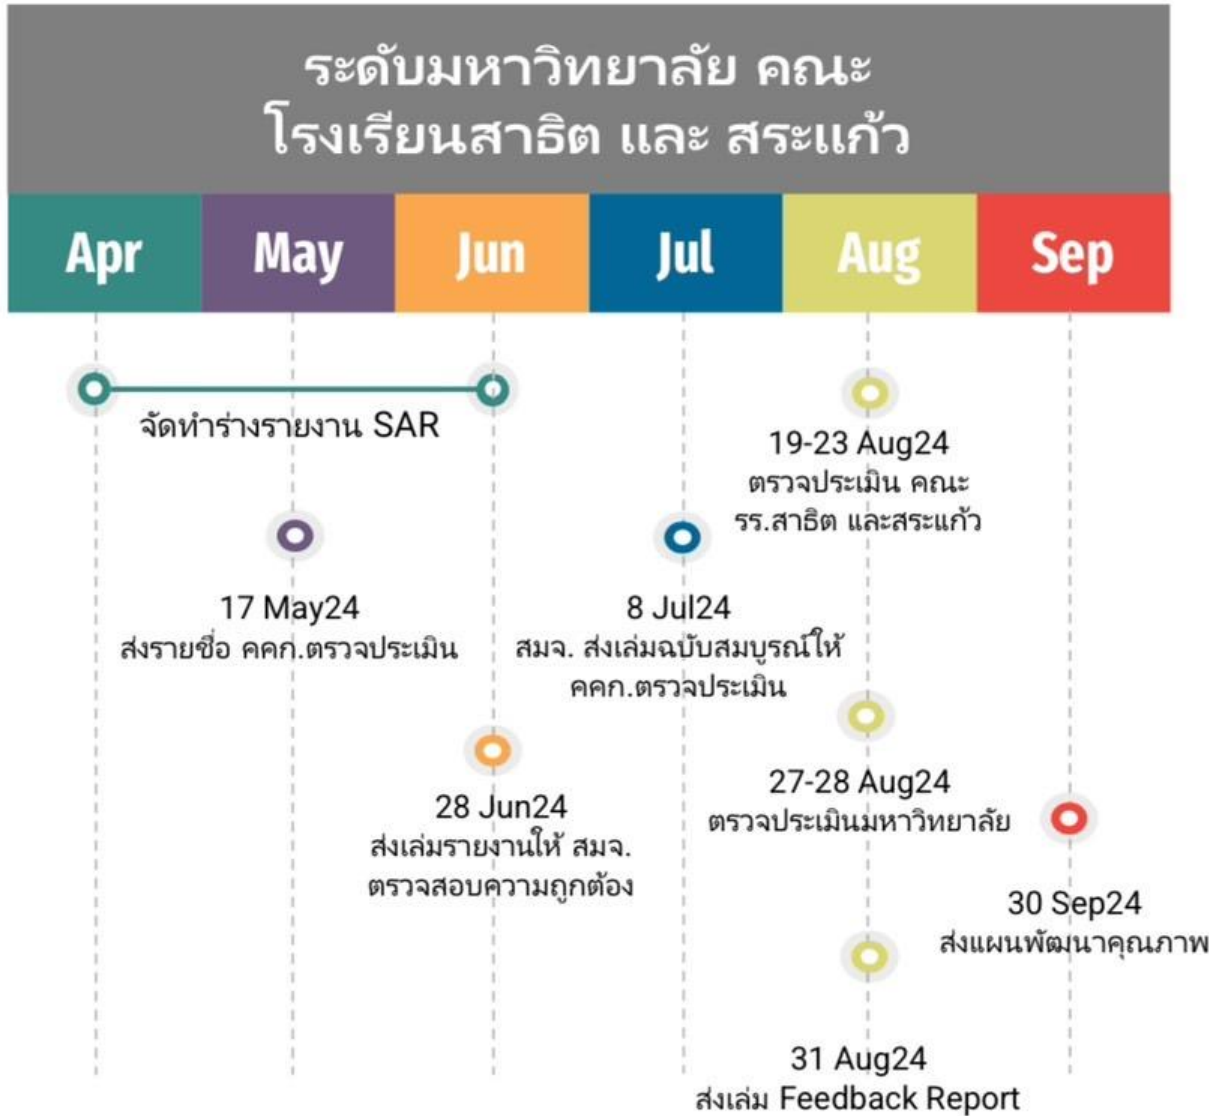 ระดับมหาวิทยาลัย คณะ
โรงเรียนสาธิต และ สระแก้ว
Apr
May
Jun
Jul
Aug
Sep
จัดทำร่างรายงาน SAR
17 May24
ส่งรายชื่อ คคก.ตรวจประเมิน
28 Jun24
ส่งเล่มรายงานให้ สมจ.
ตรวจสอบความถูกต้อง
8 Jul24
สมจ. ส่งเล่มฉบับสมบูรณ์ให้
คคก.ตรวจประเมิน
19-23 Aug24
ตรวจประเมิน คณะ
รร.สาธิต และสระแก้ว
27-28 Aug24
ตรวจประเมินมหาวิทยาลัย
31 Aug24
ส่งเล่ม Feedback Report
30 Sep24
ส่งแผนพัฒนาคุณภาพ